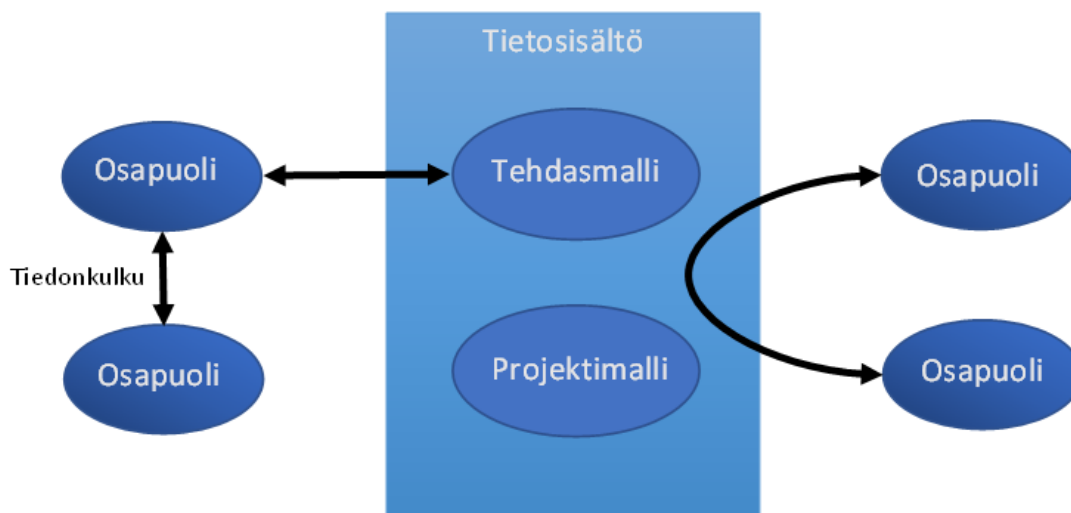 Tietosisältö
Osapuoli
Tehdasmalli
Osapuoli
Tiedonkulku
Osapuoli
Projektimalli
Osapuoli